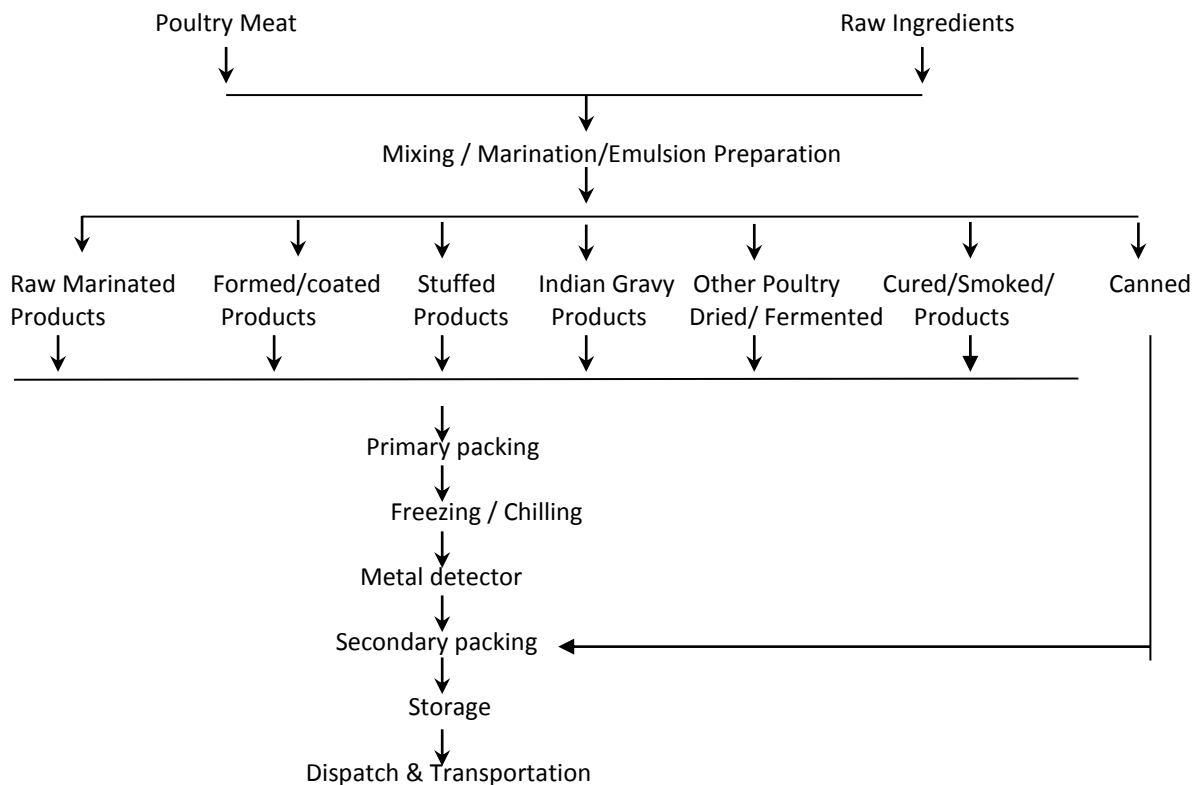 Poultry Meat Raw Ingredients
Mixing / Marination/Emulsion Preparation
Raw Marinated Formed/coated Stuffed Indian Gravy Other Poultry Cured/Smoked/ Canned
Products Products Products Products Dried/ Fermented Products
Primary packing
Freezing / Chilling
Metal detector
Secondary packing
Storage
Dispatch & Transportation